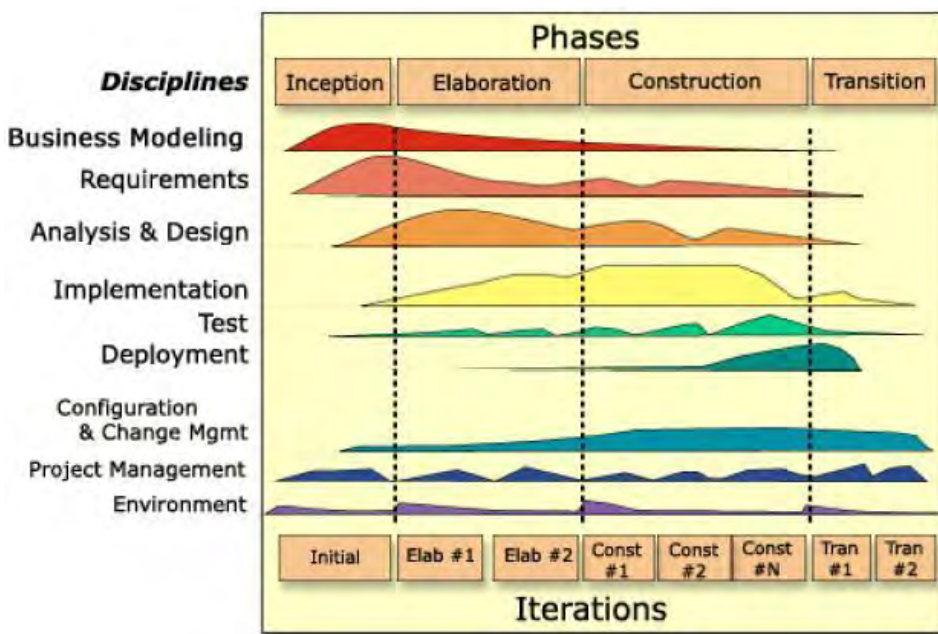 Phases
Disciplines
Inception
Elaboration
Construction
Transition
Business Modeling
Requirements
Analysis & Design
Implementation
Test
Deployment
Configuration
& Change Mgmt
Project Management
Environment
Initial
Elab #1
Elab #2
Const
#1
Const
#2
Const
#N
Tran
#1
Tran
#2
Iterations